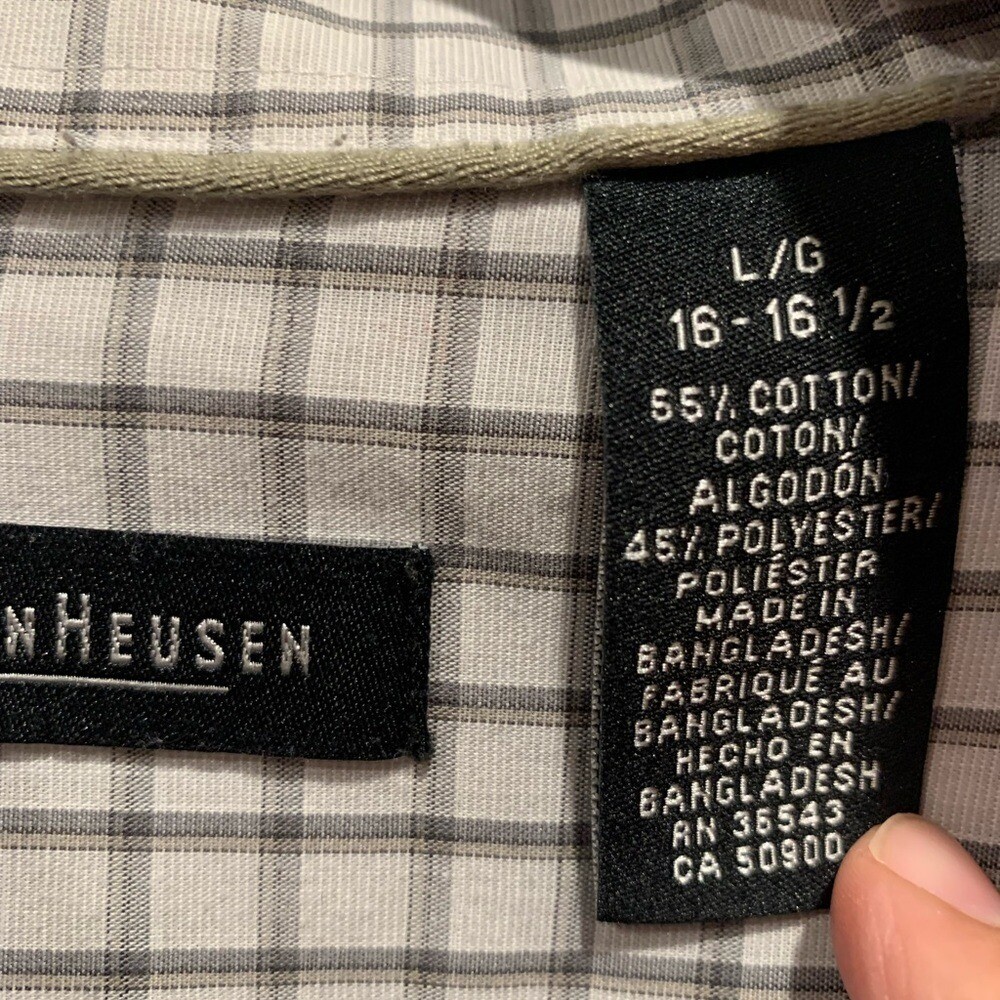 L/G
16 - 16 1/2
55% COTTON/
COTON/
ALGODÓN
45% POLYESTER/
POLIÉSTER
MADE IN
BANGLADESH/
FABRIQUÉ AU
BANGLADESH/
HECHO EN
BANGLADESH
RN 36543
CA 50900
NHEUSEN